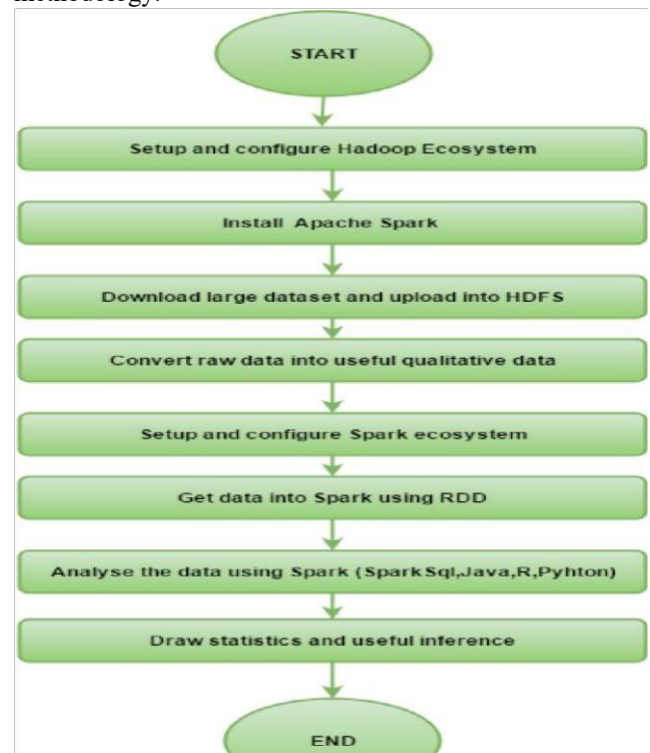 methodology.
START
Setup and configure Hadoop Ecosystem
Install Apache Spark
Download large dataset and upload into HDFS
Convert raw data into useful qualitative data
Setup and configure Spark ecosystem
Get data into Spark using RDD
Analyse the data using Spark (SparkSql,Java,R,Pyhton)
Draw statistics and useful inference
END